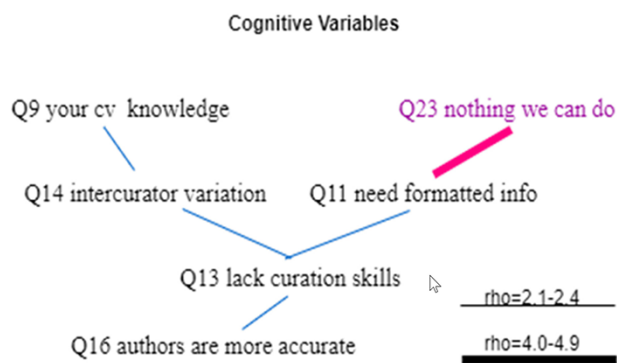 Cognitive Variables
Q9 your cv knowledge
Q23 nothing we can do
Q14 intercurator variation
Q11 need formatted info
Q13 lack curation skills
rho=2.1-2.4
Q16 authors are more accurate
rho=4.0-4.9